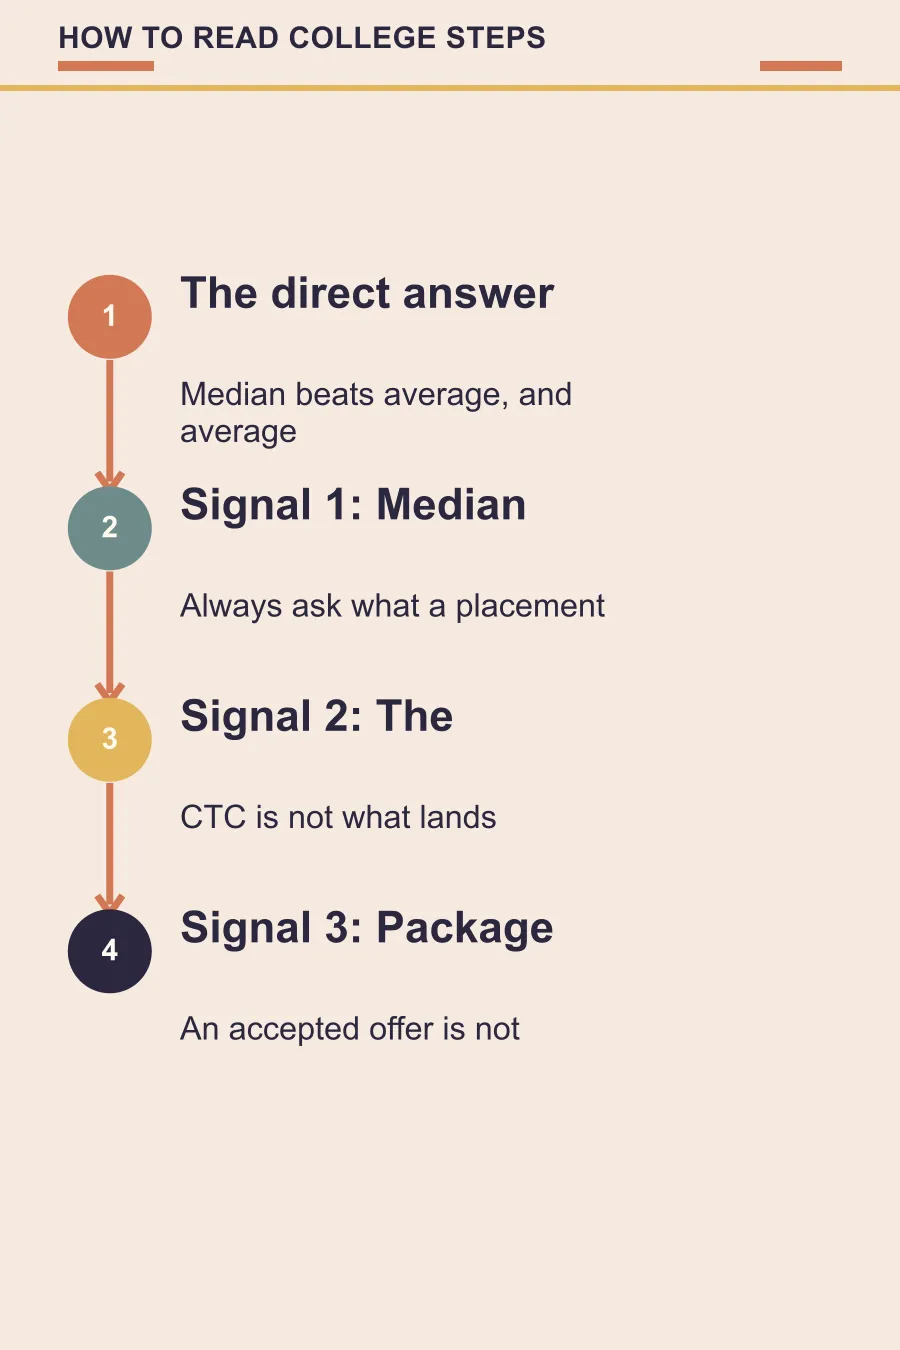 HOW TO READ COLLEGE STEPS
1
The direct answer
Median beats average, and
average
2
Signal 1: Median
Always ask what a placement
3
Signal 2: The
CTC is not what lands
4
Signal 3: Package
An accepted offer is not